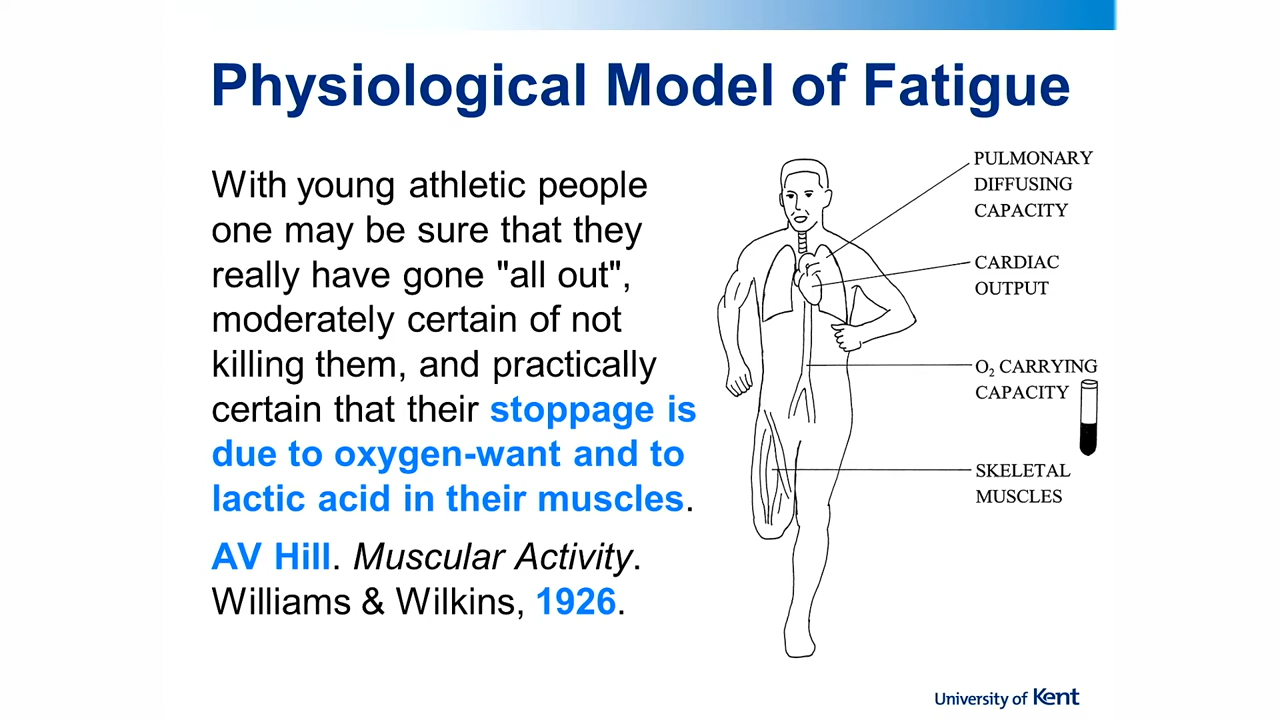 Physiological Model of Fatigue
With young athletic people
one may be sure that they
really have gone "all out",
moderately certain of not
killing them, and practically
certain that their stoppage is
due to oxygen-want and to
lactic acid in their muscles.
AV Hill. Muscular Activity.
Williams & Wilkins, 1926.
PULMONARY
DIFFUSING
CAPACITY
CARDIAC
OUTPUT
O₂ CARRYING
CAPACITY
SKELETAL
MUSCLES
University of Kent